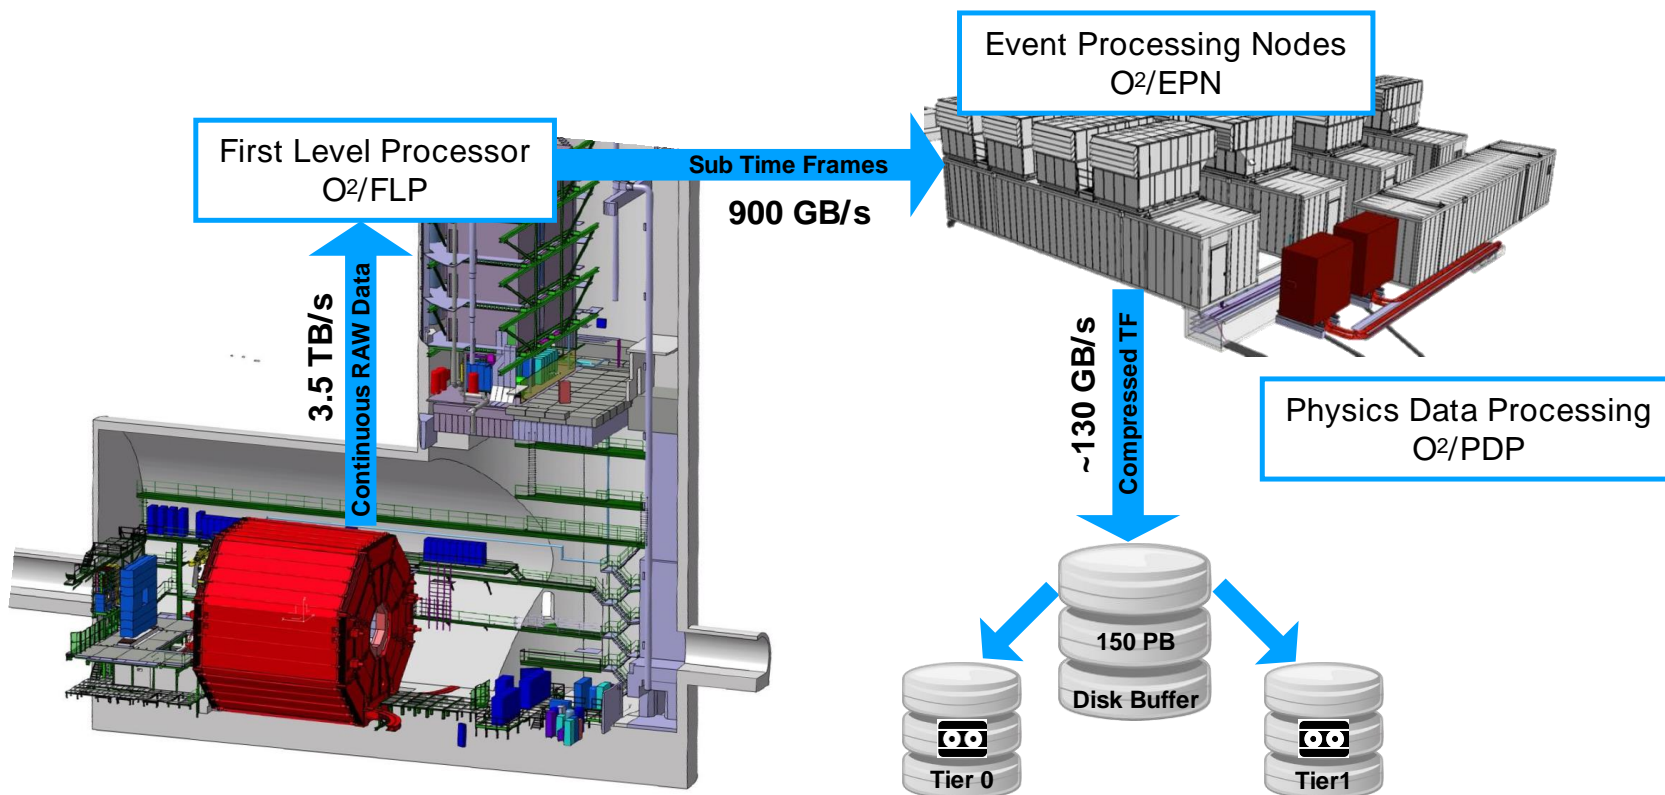 Event Processing Nodes
O²/EPN
First Level Processor
O²/FLP
Sub Time Frames
900 GB/s
3.5 TB/s
Continuous RAW Data
~130 GB/s
Compressed TF
Physics Data Processing
O²/PDP
150 PB
Disk Buffer
Tier 0
Tier1